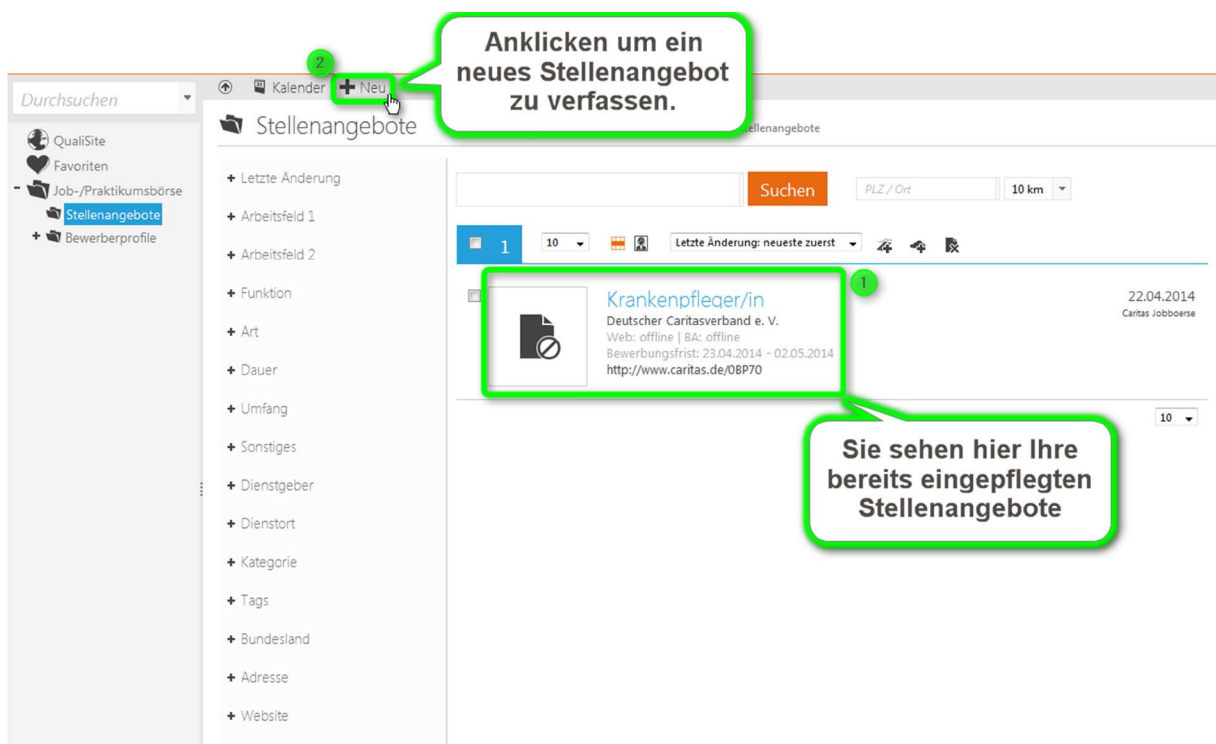 Anklicken um ein
neues Stellenangebot
zu verfassen.
2
Durchsuchen
Kalender
Neu
Stellenangebote
QualiSite
Favoriten
Job-/Praktikumsbörse
Stellenangebote
Bewerberprofile
Letzte Änderung
Arbeitsfeld 1
Arbeitsfeld 2
Funktion
Art
Dauer
Umfang
Sonstiges
Dienstgeber
Dienstort
Kategorie
Tags
Bundesland
Adresse
Website
Suchen
PLZ / Ort
10 km
1
10
Letzte Änderung: neueste zuerst
1
Krankenpfleger/in
Deutscher Caritasverband e. V.
Web: offline | BA: offline
Bewerbungsfrist: 23.04.2014 - 02.05.2014
http://www.caritas.de/0BP70
22.04.2014
Caritas Jobboerse
10
Sie sehen hier Ihre
bereits eingepflegten
Stellenangebote